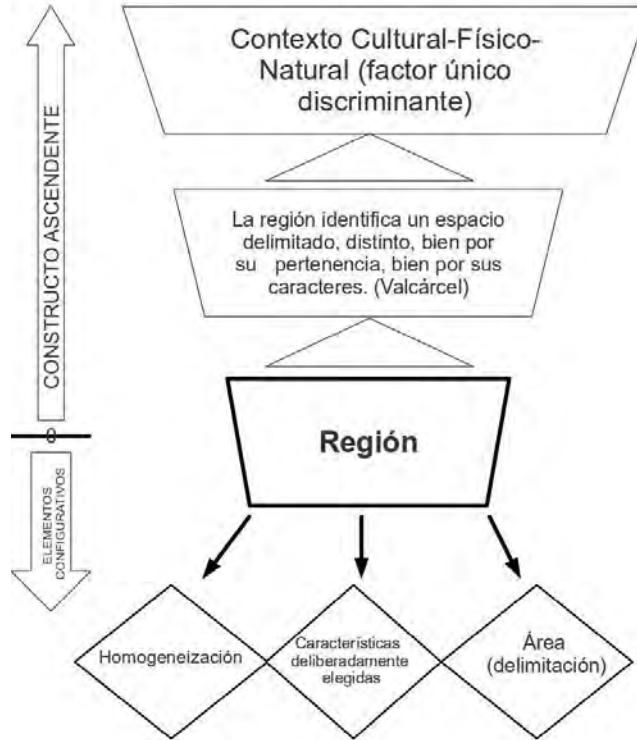 Contexto Cultural-Físico-
Natural (factor único
discriminante)
La región identifica un espacio
delimitado, distinto, bien por
su pertenencia, bien por sus
caracteres. (Valcárcel)
Región
CONSTRUCTO ASCENDENTE
0
ELEMENTOS
CONFIGURATIVOS
Homogeneización
Características
deliberadamente
elegidas
Área
(delimitación)